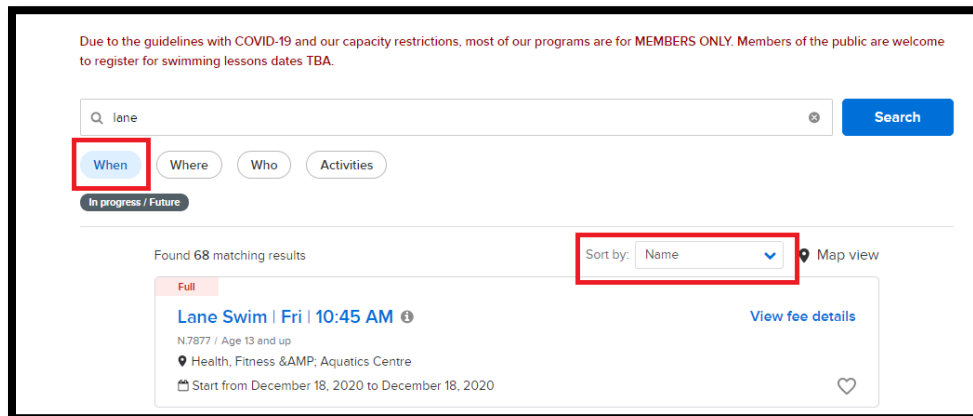 Due to the guidelines with COVID-19 and our capacity restrictions, most of our programs are for MEMBERS ONLY. Members of the public are welcome
to register for swimming lessons dates TBA.
lane
Search
When Where Who Activities
In progress / Future
Found 68 matching results Sort by: Name Map view
Full
Lane Swim | Fri | 10:45 AM
View fee details
N.7877 / Age 13 and up
Health, Fitness &AMP; Aquatics Centre
Start from December 18, 2020 to December 18, 2020